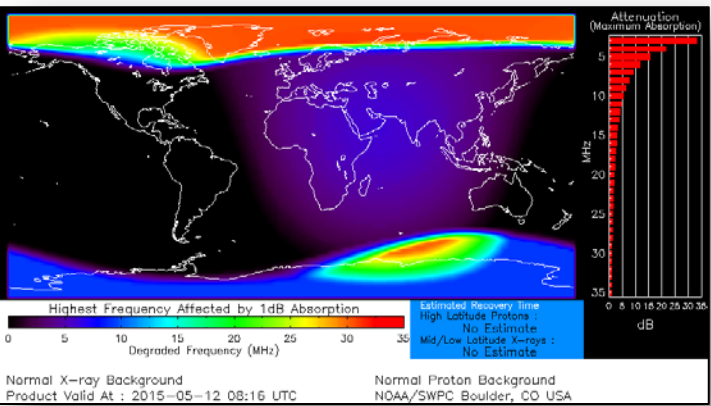 Attenuation
(Maximum Absorption)
5
10
15
20
25
30
35
MHz
0 5 10 15 20 25 30 35
dB
Highest Frequency Affected by 1dB Absorption
0 5 10 15 20 25 30 35
Degraded Frequency (MHz)
Estimated Recovery Time
High Latitude Protons :
No Estimate
Mid/Low Latitude X-rays :
No Estimate
Normal X-ray Background
Normal Proton Background
Product Valid At : 2015-05-12 08:16 UTC
NOAA/SWPC Boulder, CO USA